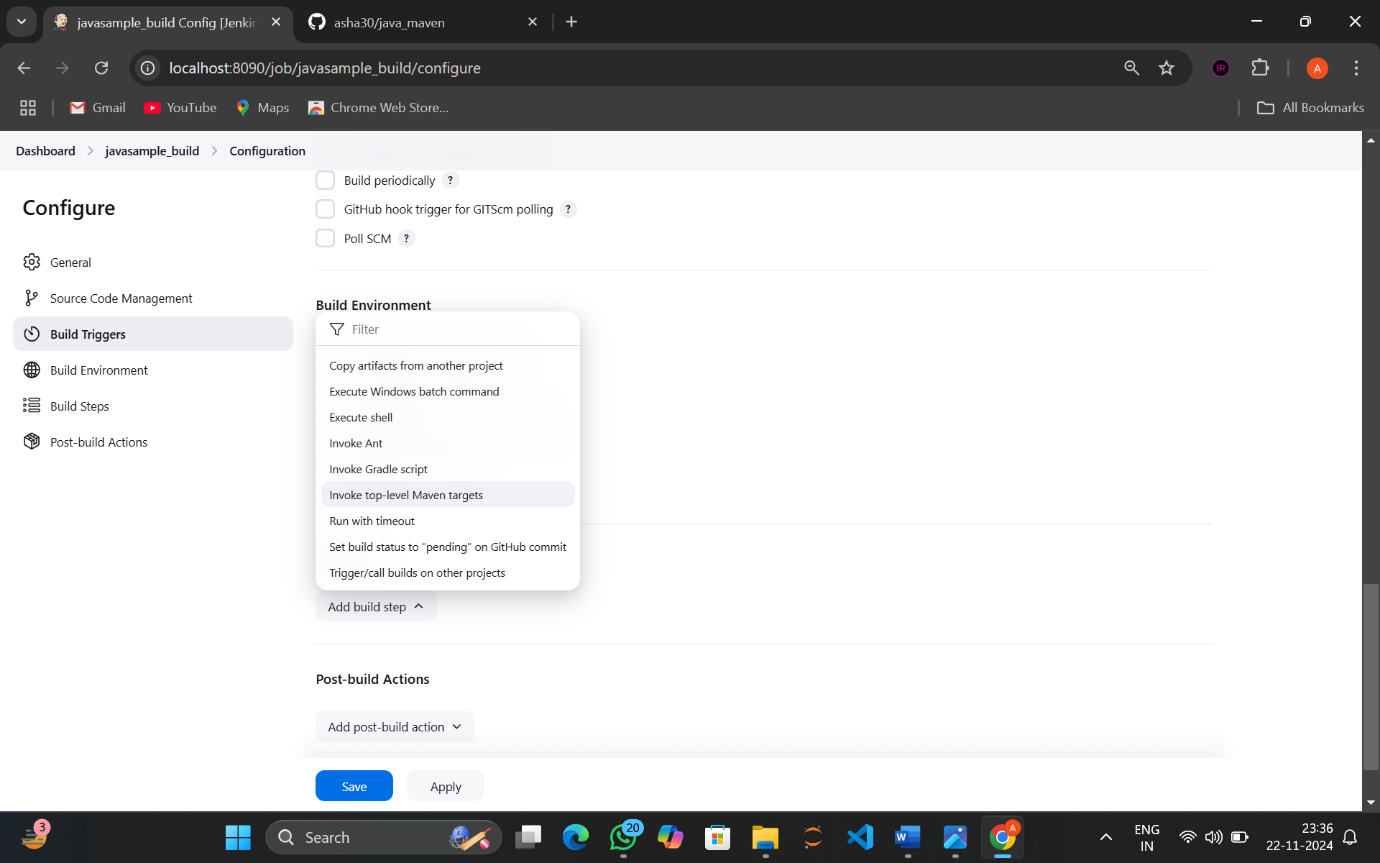 javasample_build Config [Jenkin
asha30/java_maven
localhost:8090/job/javasample_build/configure
GR
A
Gmail
YouTube
Maps
Chrome Web Store...
All Bookmarks
Dashboard
javasample_build
Configuration
Configure
General
Source Code Management
Build Triggers
Build Environment
Build Steps
Post-build Actions
Build periodically ?
GitHub hook trigger for GITScm polling ?
Poll SCM ?
Build Environment
Filter
Copy artifacts from another project
Execute Windows batch command
Execute shell
Invoke Ant
Invoke Gradle script
Invoke top-level Maven targets
Run with timeout
Set build status to "pending" on GitHub commit
Trigger/call builds on other projects
Add build step
Post-build Actions
Add post-build action
Save
Apply
3
Search
20
W
A
ENG
IN
23:36
22-11-2024